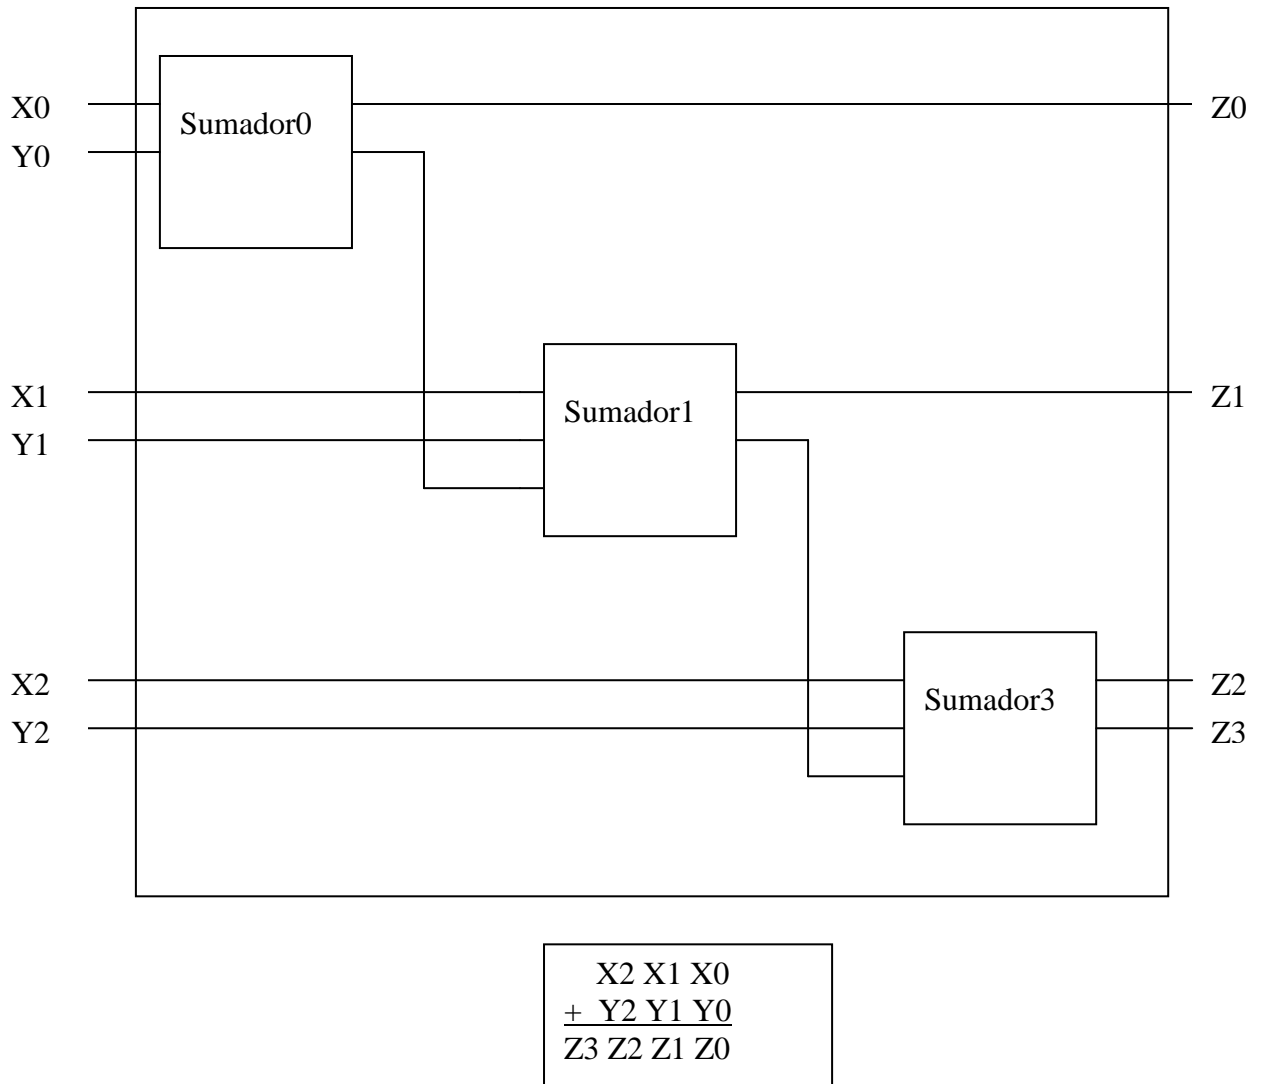 X0
Sumador0
Z0
Y0
X1
Sumador1
Z1
Y1
X2
Sumador3
Z2
Y2
Z3
X2 X1 X0
+ Y2 Y1 Y0
Z3 Z2 Z1 Z0